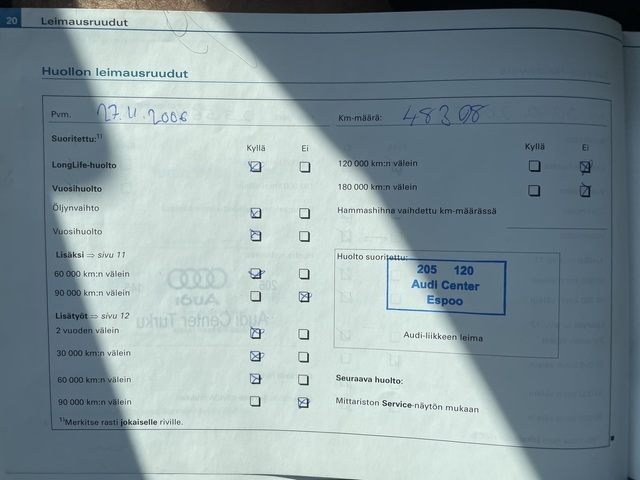 20 Leimausruudut
Huollon leimausruudut
Pvm. 27.11.2006 Km-määrä: 48308
Suoritettu:1)
Kyllä Ei
LongLife-huolto
Vuosihuolto
Öljynvaihto
Vuosihuolto
Lisäksi ⇒ sivu 11
60 000 km:n välein
90 000 km:n välein
Lisätyöt ⇒ sivu 12
2 vuoden välein
30 000 km:n välein
60 000 km:n välein
90 000 km:n välein
1)Merkitse rasti jokaiselle riville.
Kyllä Ei
120 000 km:n välein
180 000 km:n välein
Hammashihna vaihdettu km-määrässä
Huolto suoritettu:
205 120
Audi Center
Espoo
Audi-liikkeen leima
Seuraava huolto:
Mittariston Service-näytön mukaan